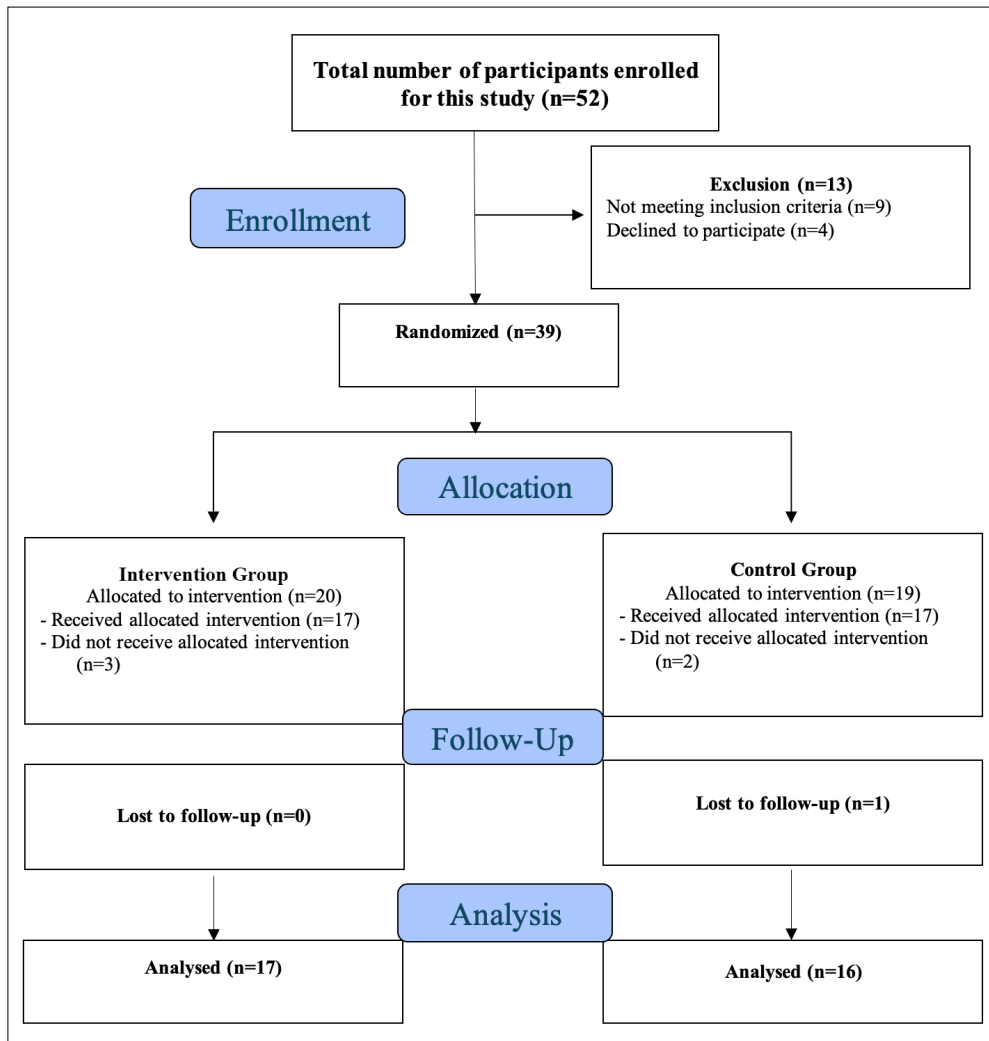 Total number of participants enrolled
for this study (n=52)
Exclusion (n=13)
Not meeting inclusion criteria (n=9)
Declined to participate (n=4)
Enrollment
Randomized (n=39)
Allocation
Intervention Group
Allocated to intervention (n=20)
- Received allocated intervention (n=17)
- Did not receive allocated intervention
(n=3)
Control Group
Allocated to intervention (n=19)
- Received allocated intervention (n=17)
- Did not receive allocated intervention
(n=2)
Follow-Up
Lost to follow-up (n=0)
Lost to follow-up (n=1)
Analysis
Analysed (n=17)
Analysed (n=16)